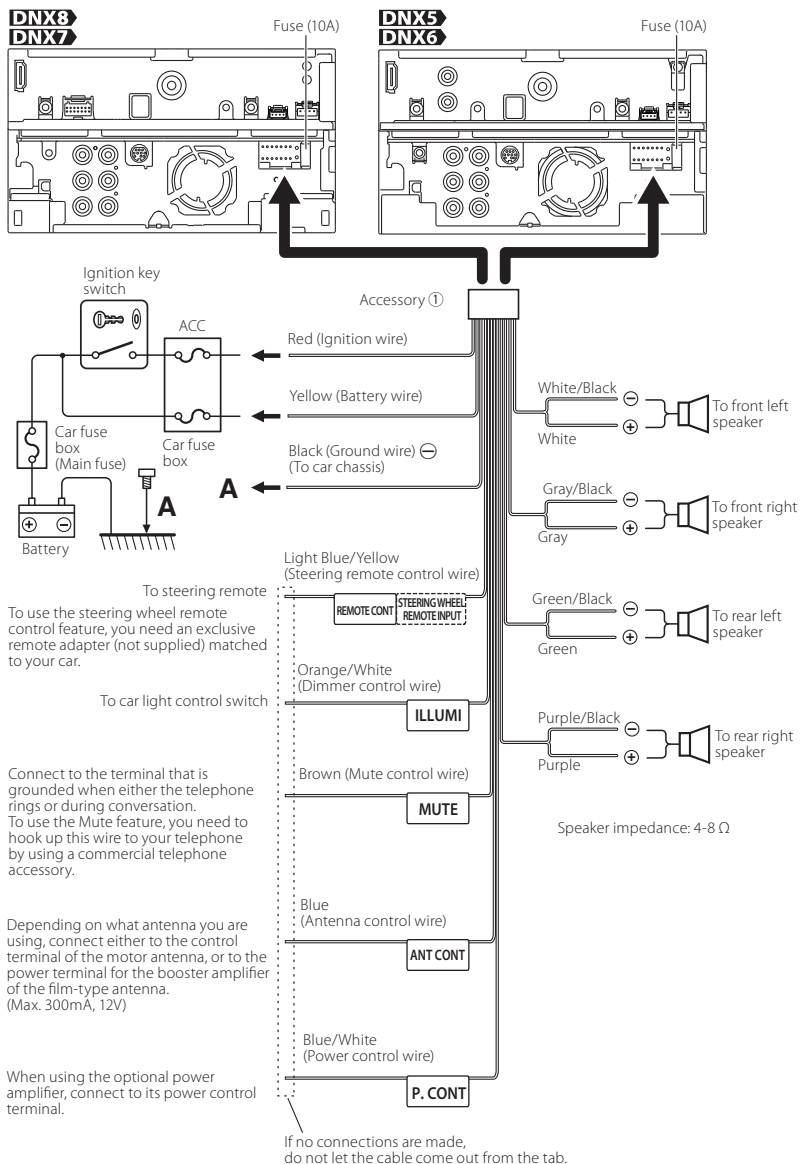 DNX8
DNX7
Fuse (10A)
DNX5
DNX6
Fuse (10A)
Ignition key
switch
ACC
Accessory ①
Red (Ignition wire)
Yellow (Battery wire)
Car fuse
box
(Main fuse)
Car fuse
box
Black (Ground wire) ⊖
(To car chassis)
A
A
⊕ ⊖
Battery
White/Black
⊖
⊕
White
To front left
speaker
Gray/Black
⊖
⊕
Gray
To front right
speaker
Light Blue/Yellow
(Steering remote control wire)
To steering remote
REMOTE CONT
STEERING WHEEL
REMOTE INPUT
To use the steering wheel remote
control feature, you need an exclusive
remote adapter (not supplied) matched
to your car.
Green/Black
⊖
⊕
Green
To rear left
speaker
Orange/White
(Dimmer control wire)
To car light control switch
ILLUMI
Purple/Black
⊖
⊕
Purple
To rear right
speaker
Connect to the terminal that is
grounded when either the telephone
rings or during conversation.
To use the Mute feature, you need to
hook up this wire to your telephone
by using a commercial telephone
accessory.
Brown (Mute control wire)
MUTE
Speaker impedance: 4-8 Ω
Depending on what antenna you are
using, connect either to the control
terminal of the motor antenna, or to the
power terminal for the booster amplifier
of the film-type antenna.
(Max. 300mA, 12V)
Blue
(Antenna control wire)
ANT CONT
Blue/White
(Power control wire)
When using the optional power
amplifier, connect to its power control
terminal.
P. CONT
If no connections are made,
do not let the cable come out from the tab.